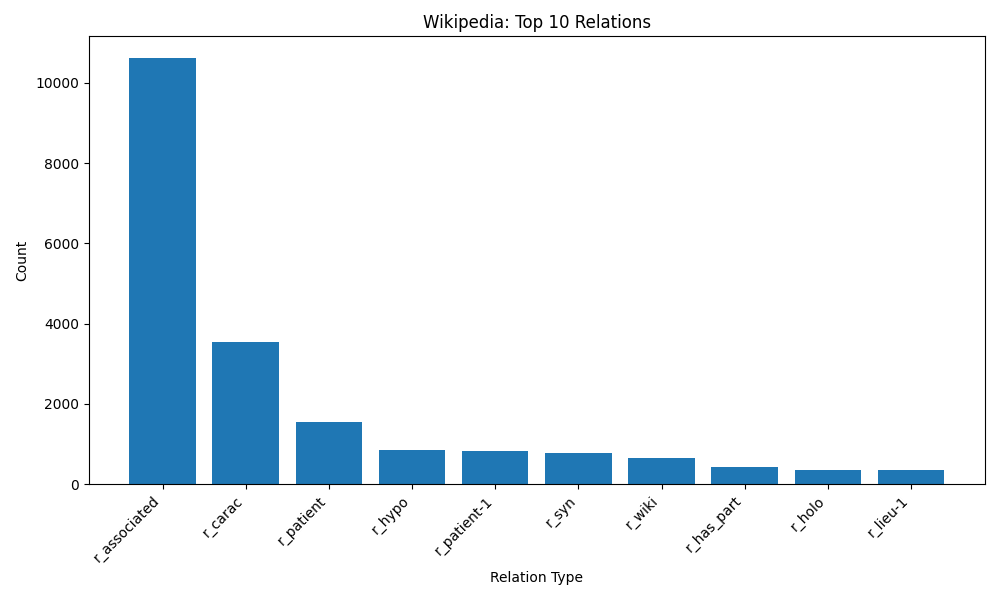 Wikipedia: Top 10 Relations
Count
10000
8000
6000
4000
2000
0
r_associated
r_carac
r_patient
r_hypo
r_patient-1
r_syn
r_wiki
r_has_part
r_holo
r_lieu-1
Relation Type